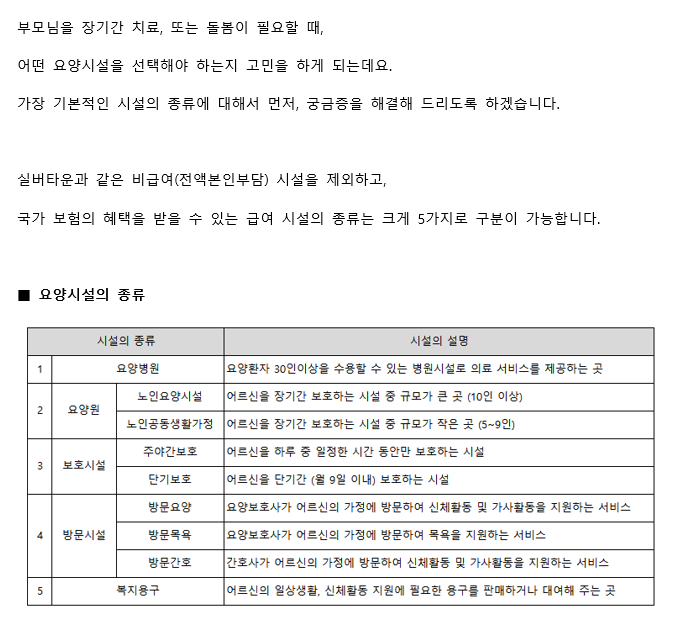 부모님을 장기간 치료, 또는 돌봄이 필요할 때,
어떤 요양시설을 선택해야 하는지 고민을 하게 되는데요.
가장 기본적인 시설의 종류에 대해서 먼저, 궁금증을 해결해 드리도록 하겠습니다.
실버타운과 같은 비급여(전액본인부담) 시설을 제외하고,
국가 보험의 혜택을 받을 수 있는 급여 시설의 종류는 크게 5가지로 구분이 가능합니다.
■ 요양시설의 종류
시설의 종류 시설의 설명
1 요양병원 요양환자 30인이상을 수용할 수 있는 병원시설로 의료 서비스를 제공하는 곳
2 요양원 노인요양시설 어르신을 장기간 보호하는 시설 중 규모가 큰 곳 (10인 이상)
노인공동생활가정 어르신을 장기간 보호하는 시설 중 규모가 작은 곳 (5~9인)
3 보호시설 주야간보호 어르신을 하루 중 일정한 시간 동안만 보호하는 시설
단기보호 어르신을 단기간 (월 9일 이내) 보호하는 시설
4 방문시설 방문요양 요양보호사가 어르신의 가정에 방문하여 신체활동 및 가사활동을 지원하는 서비스
방문목욕 요양보호사가 어르신의 가정에 방문하여 목욕을 지원하는 서비스
방문간호 간호사가 어르신의 가정에 방문하여 신체활동 및 가사활동을 지원하는 서비스
5 복지용구 어르신의 일상생활, 신체활동 지원에 필요한 용구를 판매하거나 대여해 주는 곳